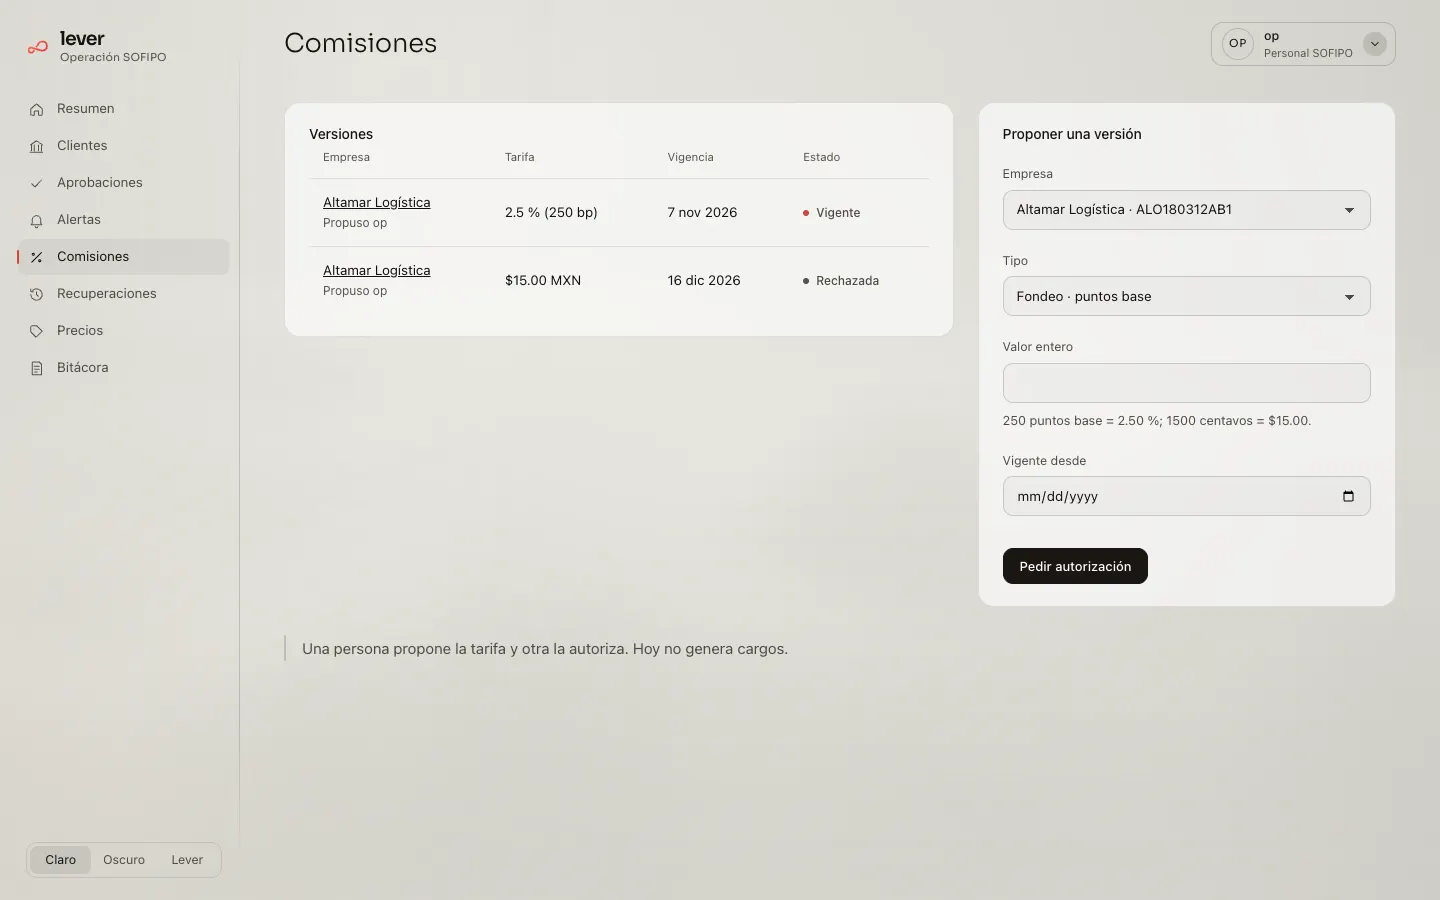 lever
Operación SOFIPO
Resumen
Clientes
Aprobaciones
Alertas
Comisiones
Recuperaciones
Precios
Bitácora
Claro Oscuro Lever
Comisiones
OP
op
Personal SOFIPO
Versiones
Empresa Tarifa Vigencia Estado
Altamar Logística
Propuso op
2.5 % (250 bp) 7 nov 2026 Vigente
Altamar Logística
Propuso op
$15.00 MXN 16 dic 2026 Rechazada
Proponer una versión
Empresa
Altamar Logística · ALO180312AB1
Tipo
Fondeo · puntos base
Valor entero
250 puntos base = 2.50 %; 1500 centavos = $15.00.
Vigente desde
mm/dd/yyyy
Pedir autorización
Una persona propone la tarifa y otra la autoriza. Hoy no genera cargos.